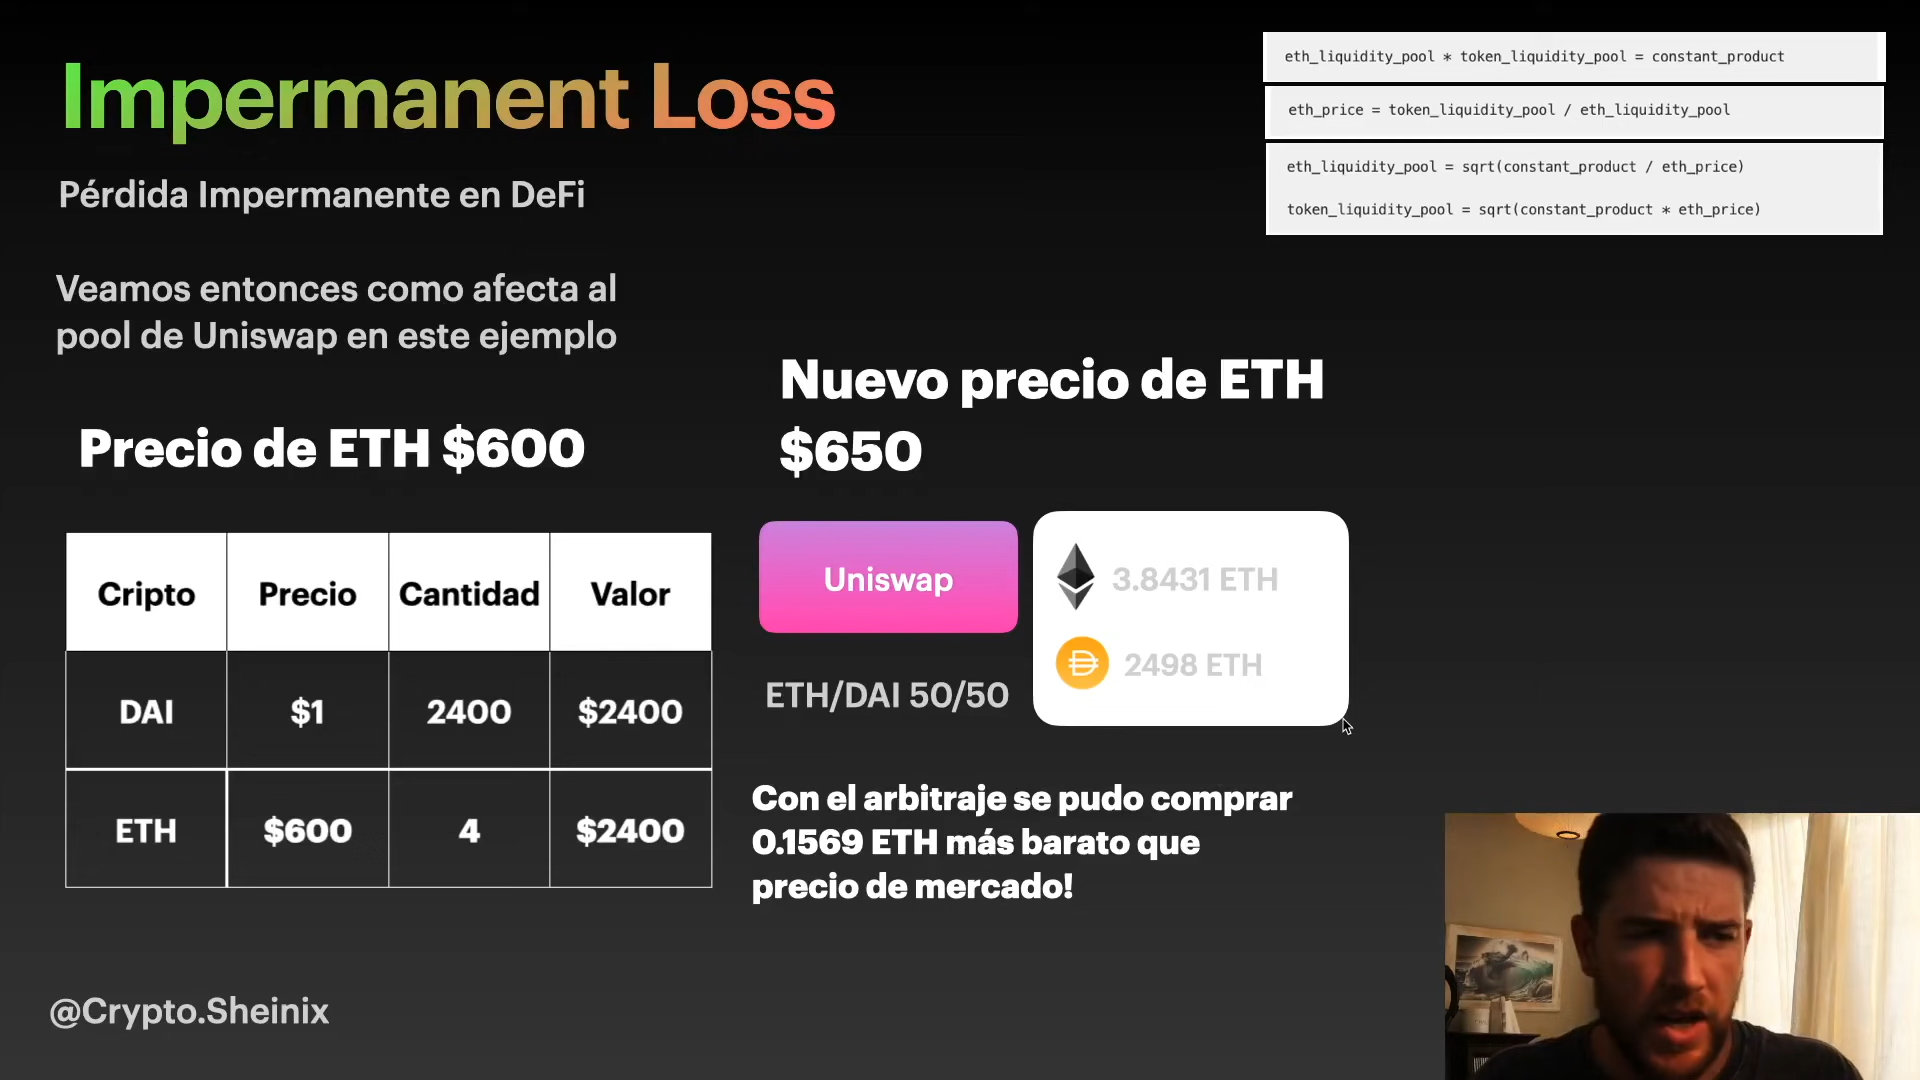 Impermanent Loss
Pérdida Impermanente en DeFi
eth_liquidity_pool * token_liquidity_pool = constant_product
eth_price = token_liquidity_pool / eth_liquidity_pool
eth_liquidity_pool = sqrt(constant_product / eth_price)
token_liquidity_pool = sqrt(constant_product * eth_price)
Veamos entonces como afecta al
pool de Uniswap en este ejemplo
Precio de ETH $600
Cripto Precio Cantidad Valor
DAI $1 2400 $2400
ETH $600 4 $2400
Nuevo precio de ETH
$650
Uniswap
ETH/DAI 50/50
3.8431 ETH
2498 ETH
Con el arbitraje se pudo comprar
0.1569 ETH más barato que
precio de mercado!
@Crypto.Sheinix